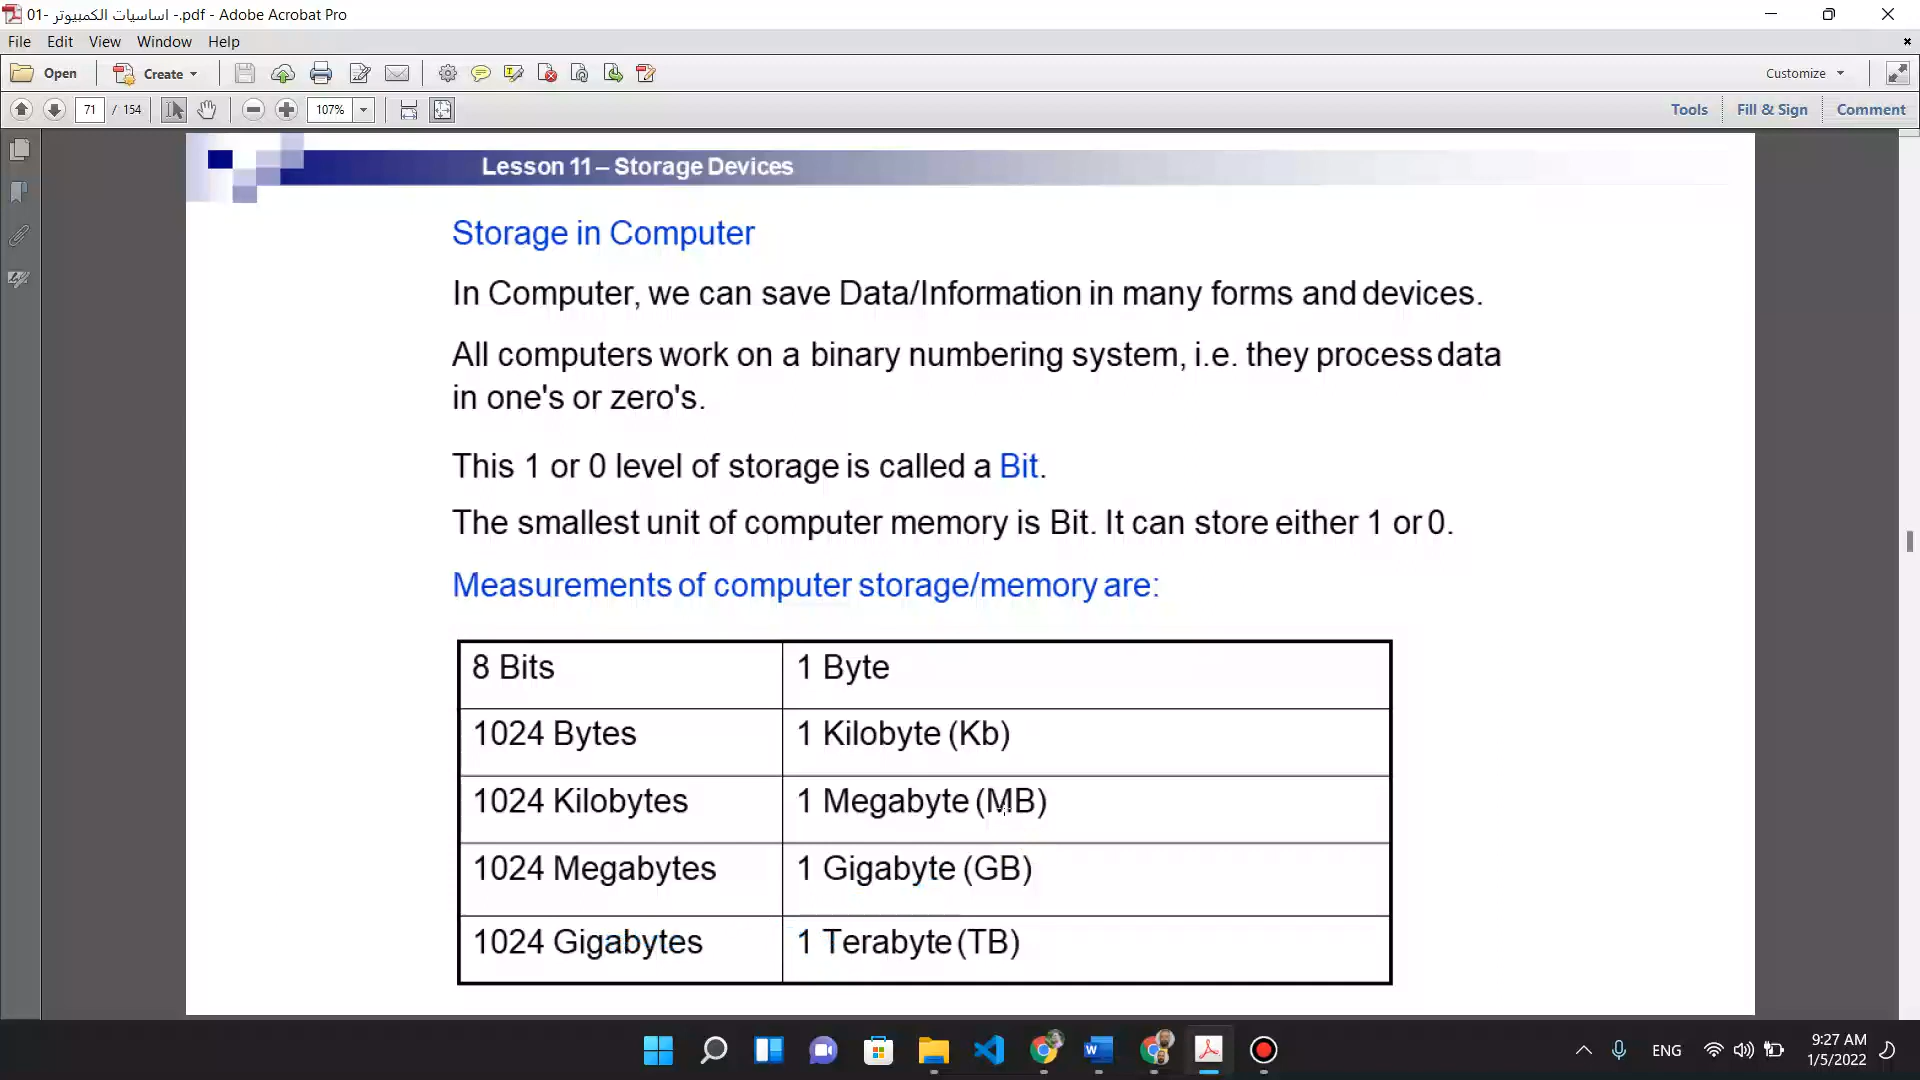 01- اساسيات الكمبيوتر -.pdf - Adobe Acrobat Pro
File Edit View Window Help
Open Create Customize
71 / 154 107% Tools Fill & Sign Comment
Lesson 11 – Storage Devices
Storage in Computer
In Computer, we can save Data/Information in many forms and devices.
All computers work on a binary numbering system, i.e. they process data
in one's or zero's.
This 1 or 0 level of storage is called a Bit.
The smallest unit of computer memory is Bit. It can store either 1 or 0.
Measurements of computer storage/memory are:
8 Bits 1 Byte
1024 Bytes 1 Kilobyte (Kb)
1024 Kilobytes 1 Megabyte (MB)
1024 Megabytes 1 Gigabyte (GB)
1024 Gigabytes 1 Terabyte (TB)
ENG 9:27 AM
1/5/2022